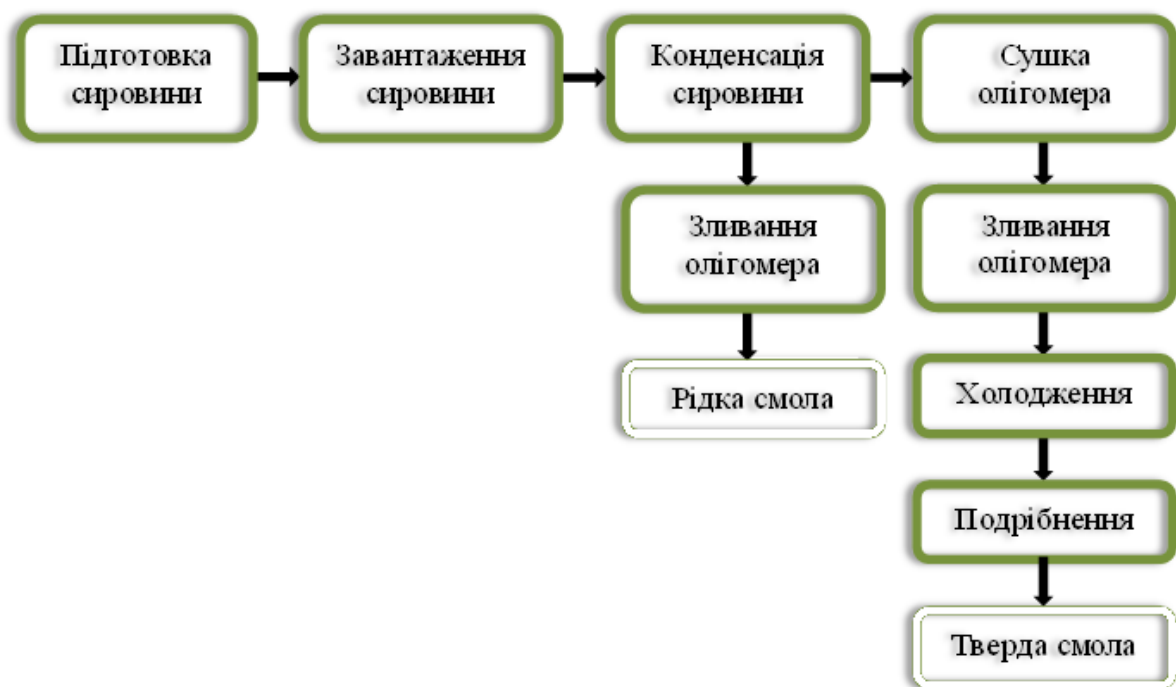 Підготовка
сировини
Завантаження
сировини
Конденсація
сировини
Сушка
олігомера
Зливання
олігомера
Зливання
олігомера
Рідка смола
Холодження
Подрібнення
Тверда смола